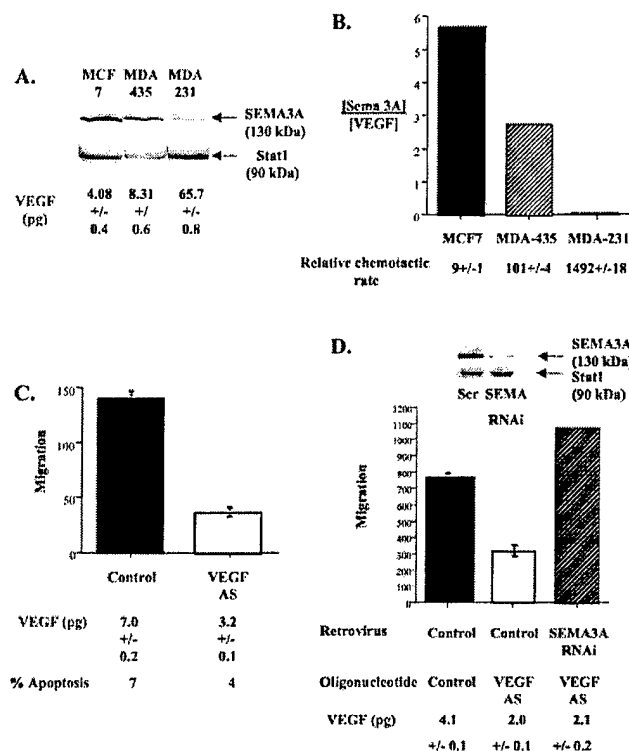 A.
MCF MDA MDA
7 435 231
SEMA3A
(130 kDa)
Stat1
(90 kDa)
VEGF
(pg)
4.08 8.31 65.7
+/- +/ +/-
0.4 0.6 0.8
B.
6
5
4
3
2
1
0
[Sema 3A]
[VEGF]
MCF7 MDA-435 MDA-231
Relative chemotactic
rate
9+/-1 101+/-4 1492+/-18
C.
150
100
50
0
Migration
Control VEGF
AS
VEGF (pg) 7.0 3.2
+/- +/-
0.2 0.1
% Apoptosis 7 4
D.
SEMA3A
(130 kDa)
Stat1
(90 kDa)
Scr SEMA
RNAi
1200
1100
1000
900
800
700
600
500
400
300
200
100
0
Migration
Retrovirus Control Control SEMA3A
RNAi
Oligonucleotide Control VEGF VEGF
AS AS
VEGF (pg) 4.1 2.0 2.1
+/- 0.1 +/- 0.1 +/- 0.2